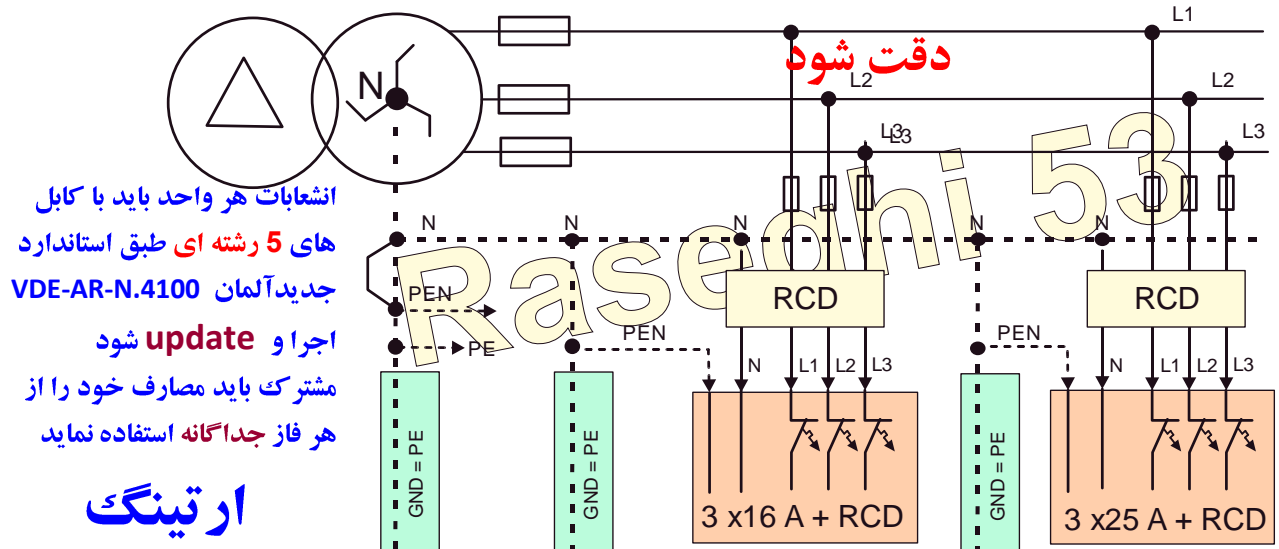 L1
دقت شود
N
L2
L2
L3
L3
L3
Rasedhi 53
انشعابات هر واحد باید با کابل
های 5 رشته ای طبق استاندارد
جدیدآلمان VDE-AR-N.4100
اجرا و update شود
مشترک باید مصارف خود را از
هر فاز جداگانه استفاده نماید
ارتینگ
N
N
N
N
N
PEN
PE
RCD
RCD
PEN
PEN
N
L1
L2
L3
N
L1
L2
L3
GND = PE
GND = PE
GND = PE
3 x16 A + RCD
3 x25 A + RCD